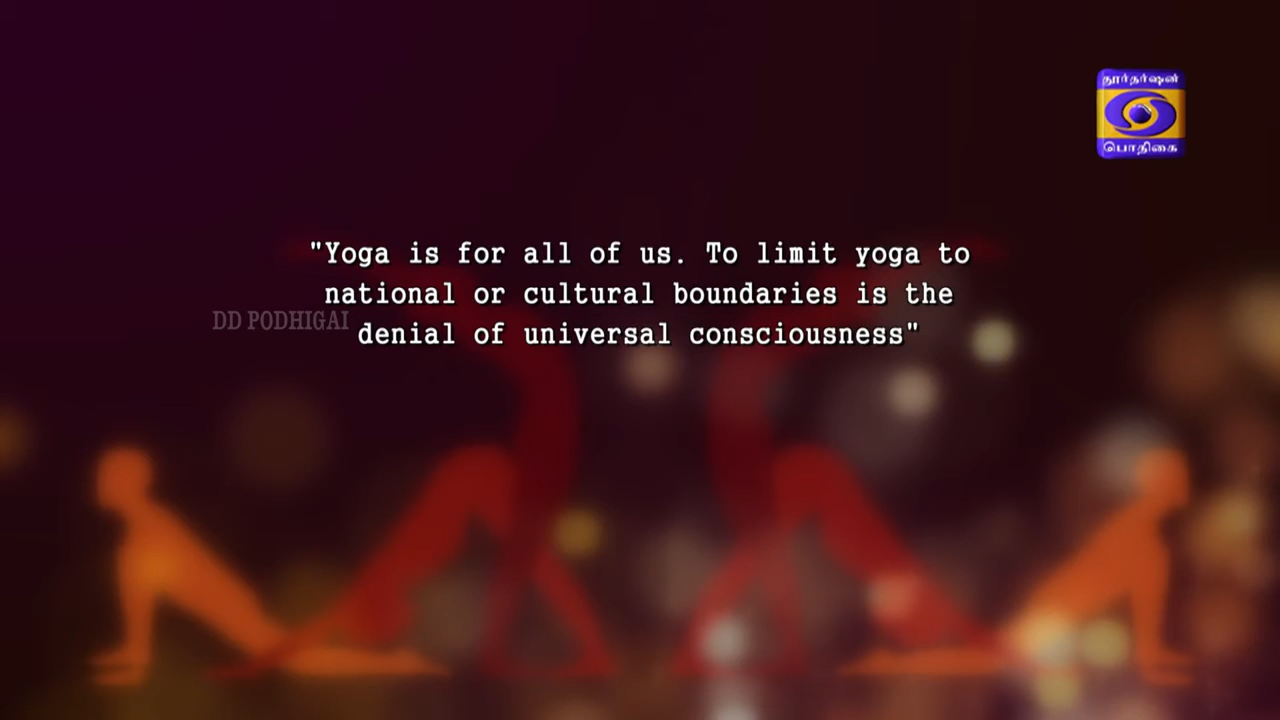 தூர்தர்ஷன்
பொதிகை
"Yoga is for all of us. To limit yoga to
national or cultural boundaries is the
DD PODHIGAI
denial of universal consciousness"